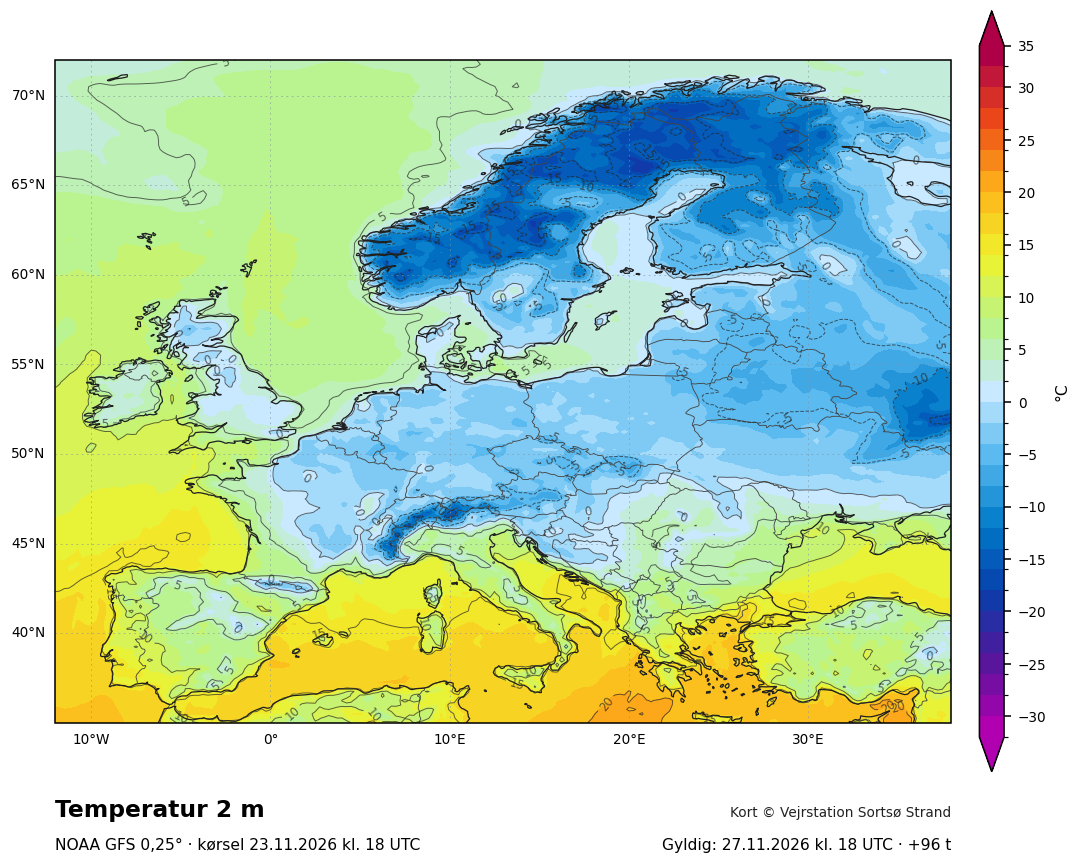 70°N
65°N
60°N
55°N
50°N
45°N
40°N
10°W
0°
10°E
20°E
30°E
35
30
25
20
15
10
5
0
−5
−10
−15
−20
−25
−30
°C
Temperatur 2 m
Kort © Vejrstation Sortsø Strand
NOAA GFS 0,25° · kørsel 23.11.2026 kl. 18 UTC
Gyldig: 27.11.2026 kl. 18 UTC · +96 t